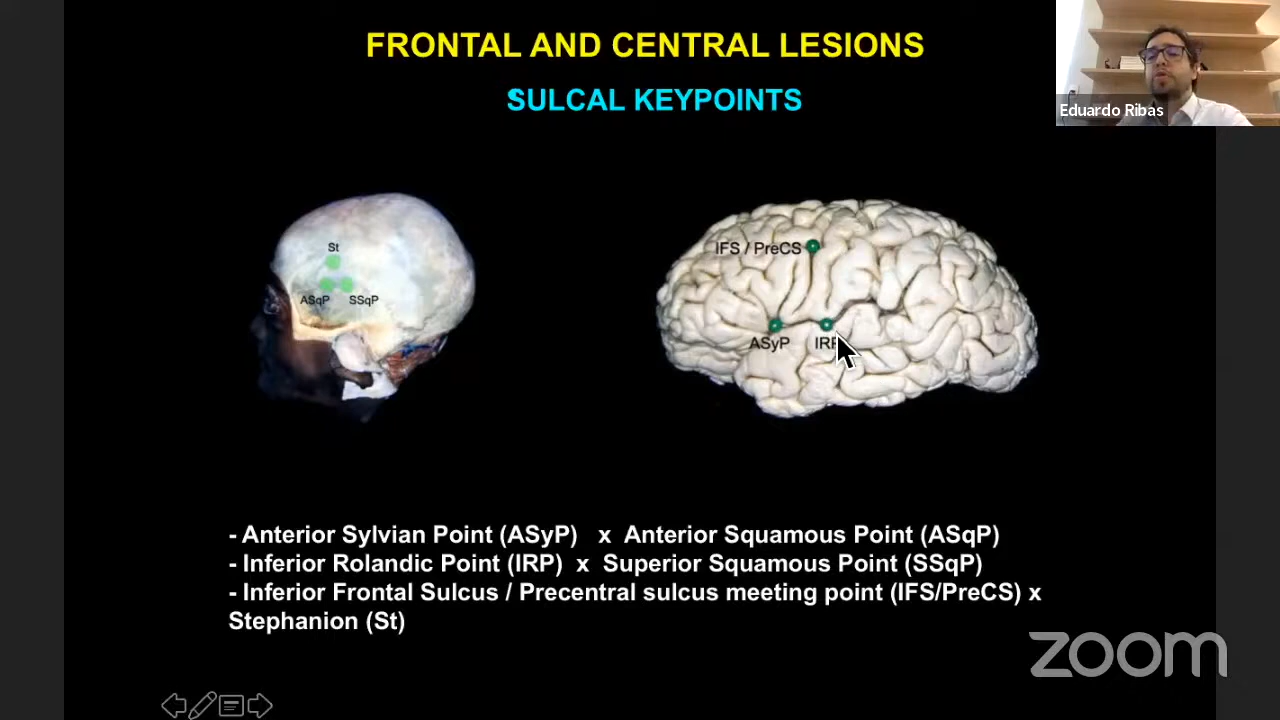 FRONTAL AND CENTRAL LESIONS
SULCAL KEYPOINTS
Eduardo Ribas
St
ASqP SSqP
IFS / PreCS
ASyP
- Anterior Sylvian Point (ASyP) x Anterior Squamous Point (ASqP)
- Inferior Rolandic Point (IRP) x Superior Squamous Point (SSqP)
- Inferior Frontal Sulcus / Precentral sulcus meeting point (IFS/PreCS) x
Stephanion (St)
zoom